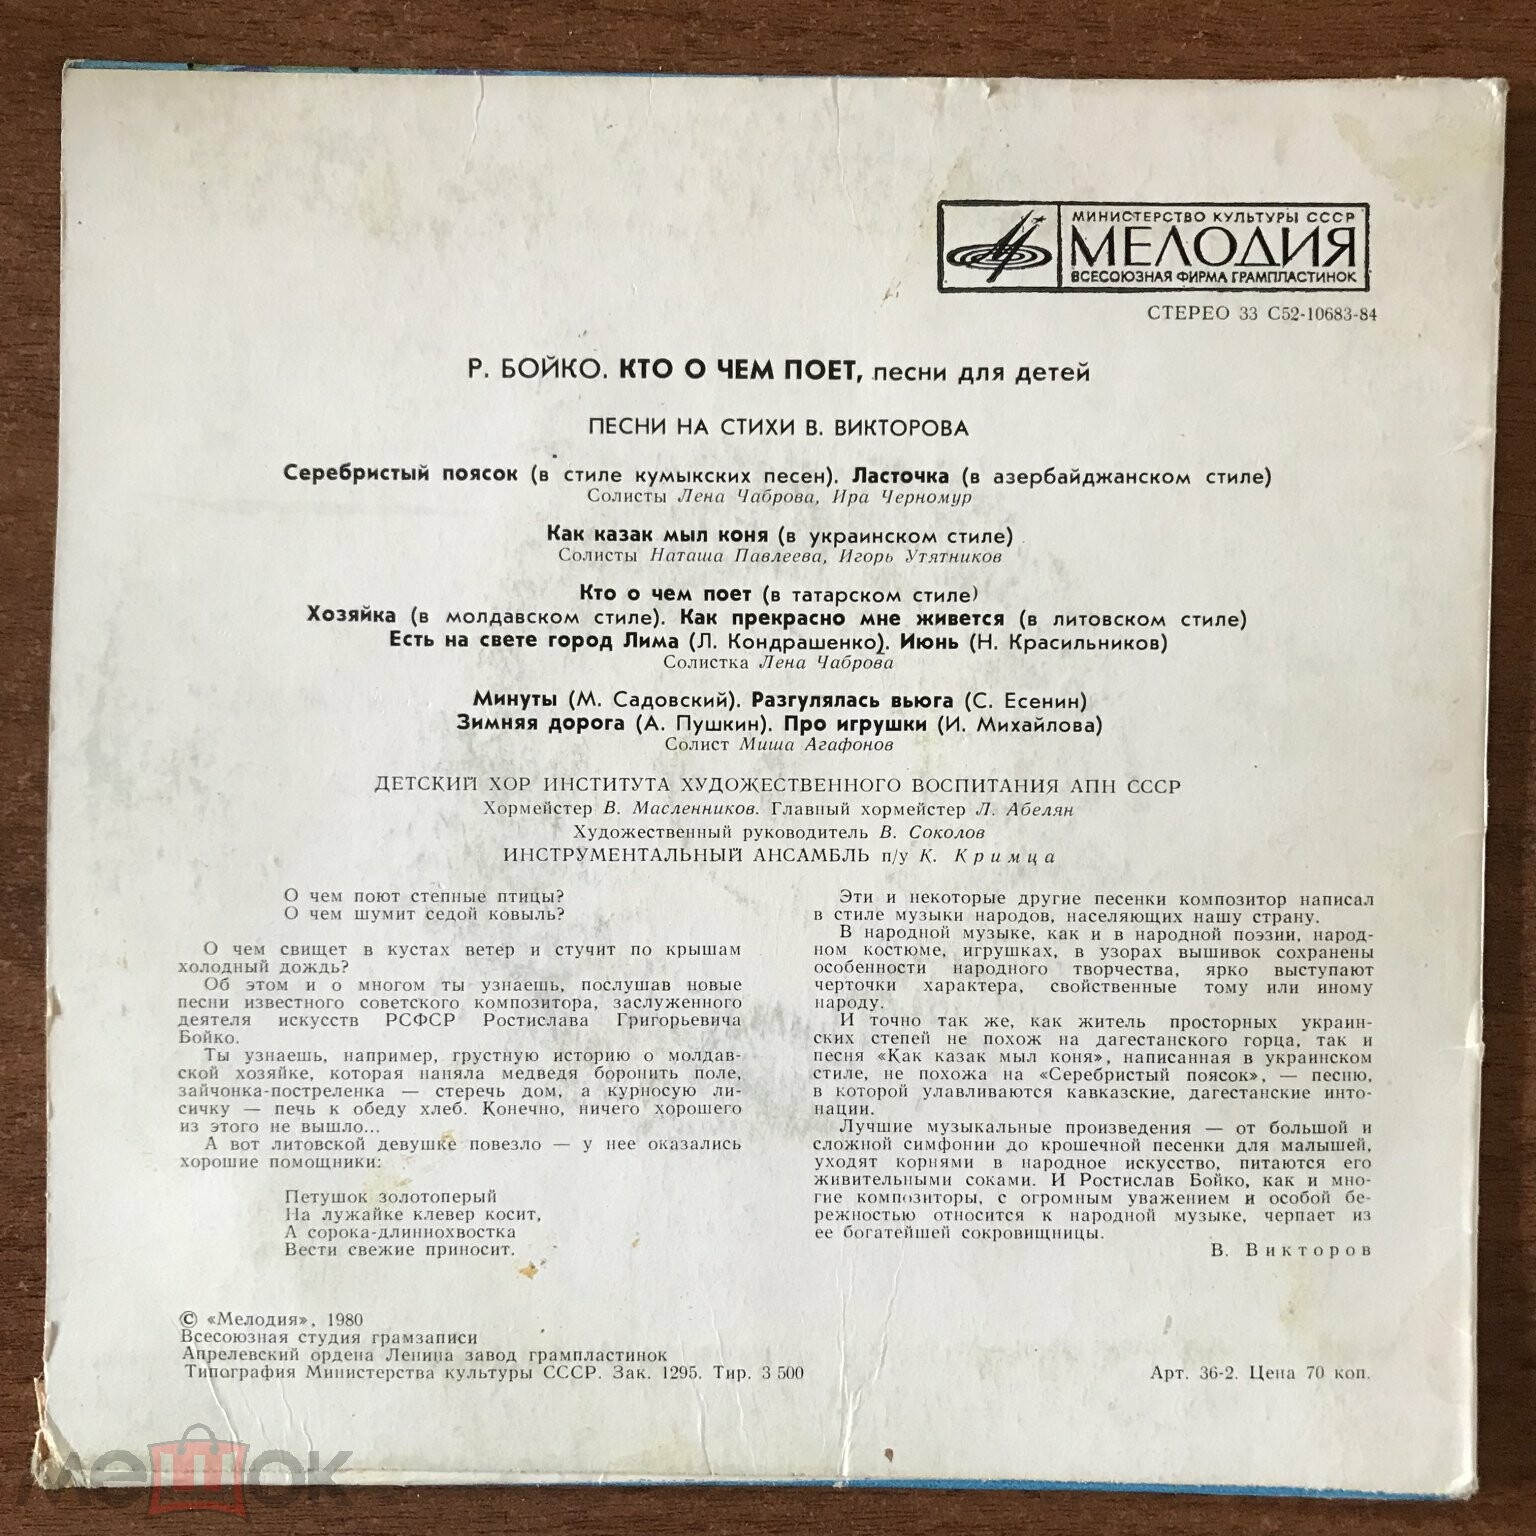 МИНИСТЕРСТВО КУЛЬТУРЫ СССР
МЕЛОДИЯ
ВСЕСОЮЗНАЯ ФИРМА ГРАМПЛАСТИНОК
СТЕРЕО 33 С52-10683-84
Р. БОЙКО. КТО О ЧЕМ ПОЕТ, песни для детей
ПЕСНИ НА СТИХИ В. ВИКТОРОВА
Серебристый поясок (в стиле кумыкских песен). Ласточка (в азербайджанском стиле)
Солисты Лена Чаброва, Ира Черномур
Как казак мыл коня (в украинском стиле)
Солисты Наташа Павлеева, Игорь Утятников
Кто о чем поет (в татарском стиле)
Хозяйка (в молдавском стиле). Как прекрасно мне живется (в литовском стиле)
Есть на свете город Лима (Л. Кондрашенко). Июнь (Н. Красильников)
Солистка Лена Чаброва
Минуты (М. Садовский). Разгулялась вьюга (С. Есенин)
Зимняя дорога (А. Пушкин). Про игрушки (И. Михайлова)
Солист Миша Агафонов
ДЕТСКИЙ ХОР ИНСТИТУТА ХУДОЖЕСТВЕННОГО ВОСПИТАНИЯ АПН СССР
Хормейстер В. Масленников. Главный хормейстер Л. Абелян
Художественный руководитель В. Соколов
ИНСТРУМЕНТАЛЬНЫЙ АНСАМБЛЬ п/у К. Кримца
О чем поют степные птицы?
О чем шумит седой ковыль?
О чем свищет в кустах ветер и стучит по крышам
холодный дождь?
Об этом и о многом ты узнаешь, послушав новые
песни известного советского композитора, заслуженного
деятеля искусств РСФСР Ростислава Григорьевича
Бойко.
Ты узнаешь, например, грустную историю о молдав-
ской хозяйке, которая наняла медведя боронить поле,
зайчонка-постреленка — стеречь дом, а курносую ли-
сичку — печь к обеду хлеб. Конечно, ничего хорошего
из этого не вышло...
А вот литовской девушке повезло — у нее оказались
хорошие помощники:
Петушок золотоперый
На лужайке клевер косит,
А сорока-длиннохвостка
Вести свежие приносит.
Эти и некоторые другие песенки композитор написал
в стиле музыки народов, населяющих нашу страну.
В народной музыке, как и в народной поэзии, народ-
ном костюме, игрушках, в узорах вышивок сохранены
особенности народного творчества, ярко выступают
черточки характера, свойственные тому или иному
народу.
И точно так же, как житель просторных украин-
ских степей не похож на дагестанского горца, так и
песня «Как казак мыл коня», написанная в украинском
стиле, не похожа на «Серебристый поясок», — песню,
в которой улавливаются кавказские, дагестанские инто-
нации.
Лучшие музыкальные произведения — от большой и
сложной симфонии до крошечной песенки для малышей,
уходят корнями в народное искусство, питаются его
живительными соками. И Ростислав Бойко, как и мно-
гие композиторы, с огромным уважением и особой бе-
режностью относится к народной музыке, черпает из
ее богатейшей сокровищницы.
В. Викторов
© «Мелодия», 1980
Всесоюзная студия грамзаписи
Апрелевский ордена Ленина завод грампластинок
Типография Министерства культуры СССР. Зак. 1295. Тир. 3 500
Арт. 36-2. Цена 70 коп.
мешок